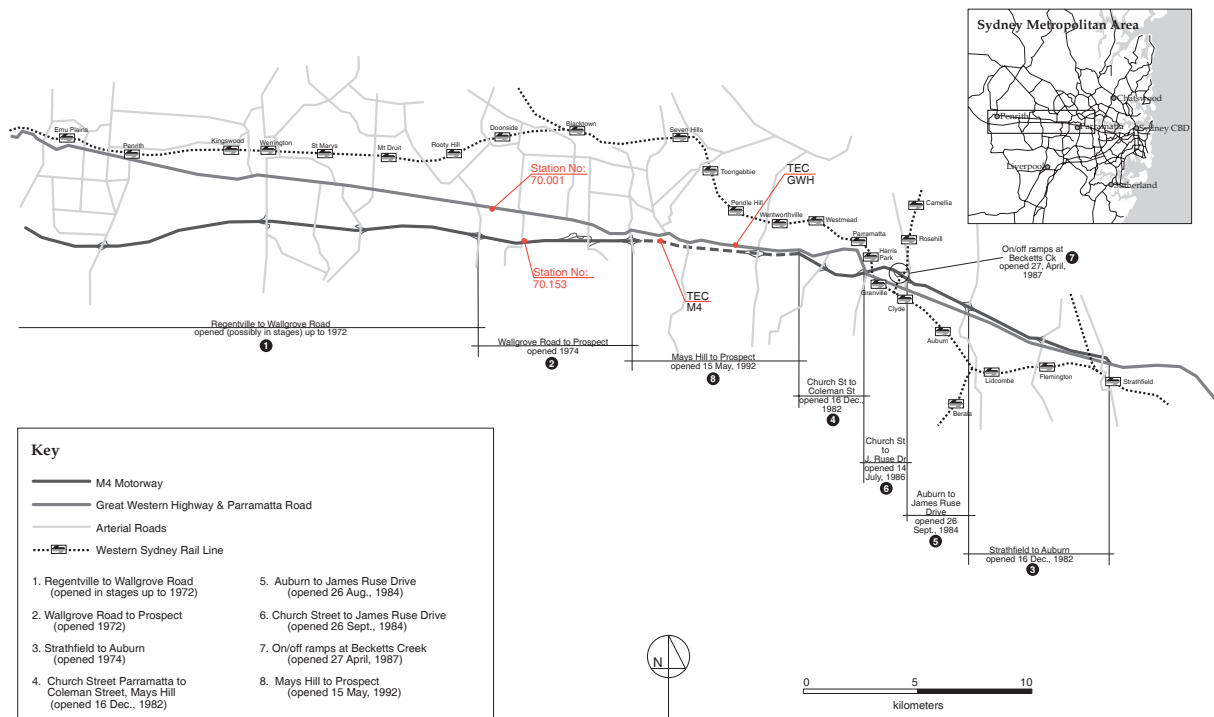 Sydney Metropolitan Area
Chatswood
Penrith
Parramatta
Sydney CBD
Liverpool
Sutherland
Emu Plains
Penrith
Kingswood
Werrington
St Marys
Mt Druit
Rooty Hill
Doonside
Blacktown
Seven Hills
Toongabbie
Pendle Hill
Wentworthville
Westmead
Parramatta
Harris
Park
Granville
Camellia
Rosehill
Clyde
Auburn
Berala
Lidcombe
Flemington
Strathfield
Station No:
70.001
Station No:
70.153
TEC
GWH
TEC
M4
On/off ramps at
Becketts Ck
opened 27, April,
1987
7
Regentville to Wallgrove Road
opened (possibly in stages) up to 1972
1
Wallgrove Road to Prospect
opened 1974
2
Mays Hill to Prospect
opened 15 May, 1992
8
Church St to
Coleman St
opened 16 Dec.,
1982
4
Church St
to
J. Ruse Dr
opened 14
July, 1986
6
Auburn to
James Ruse
Drive
opened 26
Sept., 1984
5
Strathfield to Auburn
opened 16 Dec., 1982
3
Key
M4 Motorway
Great Western Highway & Parramatta Road
Arterial Roads
Western Sydney Rail Line
1. Regentville to Wallgrove Road
(opened in stages up to 1972)
2. Wallgrove Road to Prospect
(opened 1972)
3. Strathfield to Auburn
(opened 1974)
4. Church Street Parramatta to
Coleman Street, Mays Hill
(opened 16 Dec., 1982)
5. Auburn to James Ruse Drive
(opened 26 Aug., 1984)
6. Church Street to James Ruse Drive
(opened 26 Sept., 1984)
7. On/off ramps at Becketts Creek
(opened 27 April, 1987)
8. Mays Hill to Prospect
(opened 15 May, 1992)
N
0 5 10
kilometers